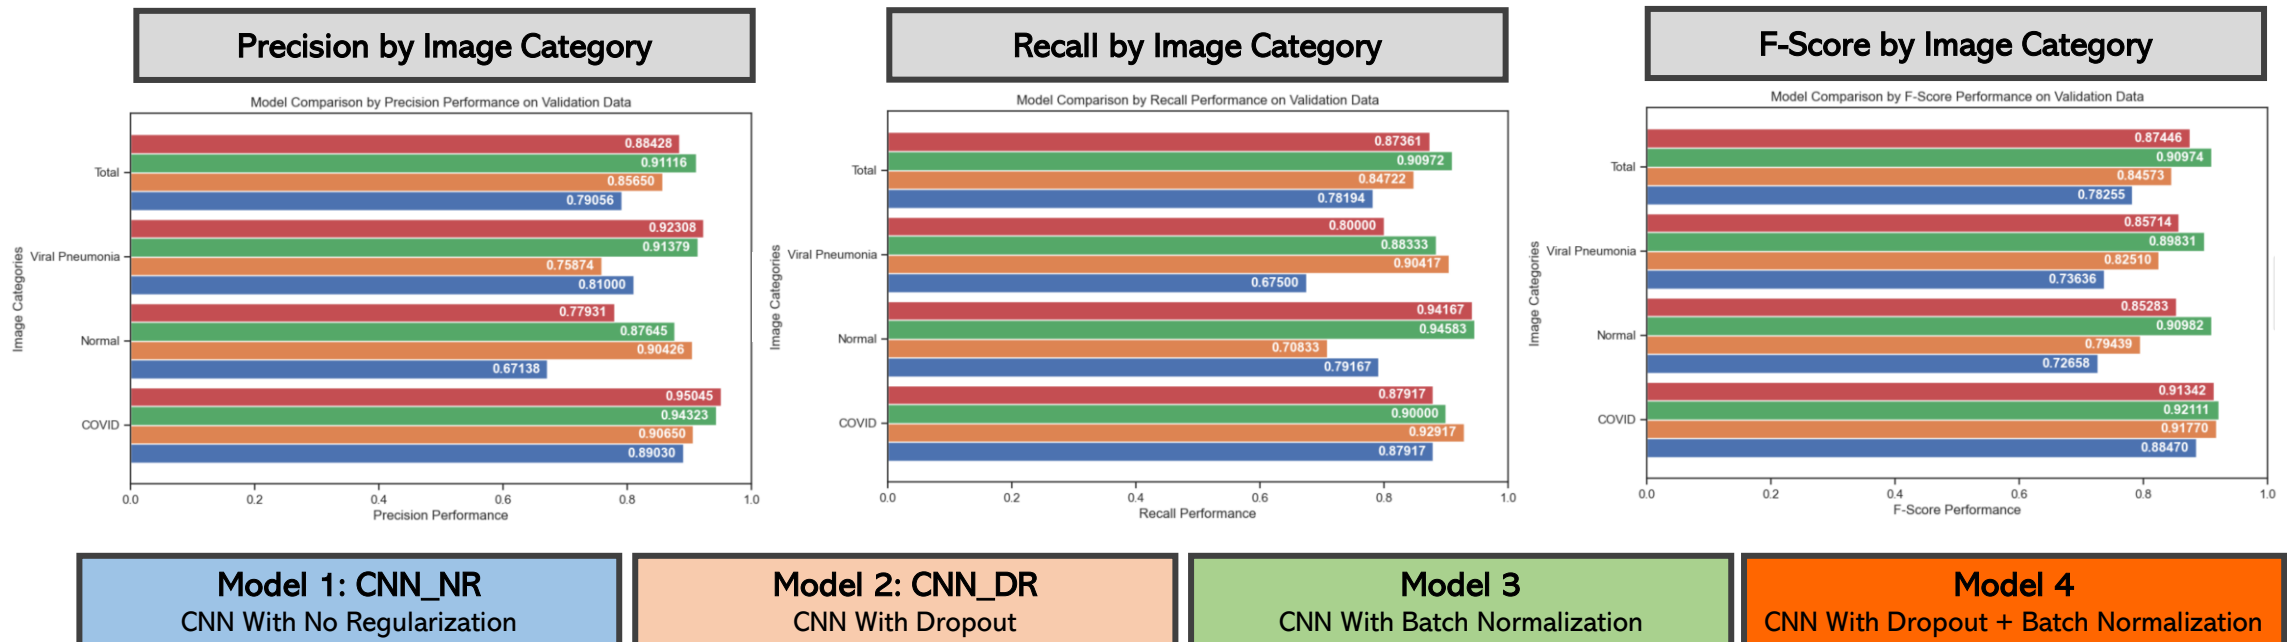 Precision by Image Category
Model Comparison by Precision Performance on Validation Data
Image Categories
Total
0.88428
0.91116
0.85650
0.79056
Viral Pneumonia
0.92308
0.91379
0.75874
0.81000
Normal
0.77931
0.87645
0.90426
0.67138
COVID
0.95045
0.94323
0.90650
0.89030
0.0 0.2 0.4 0.6 0.8 1.0
Precision Performance
Recall by Image Category
Model Comparison by Recall Performance on Validation Data
Image Categories
Total
0.87361
0.90972
0.84722
0.78194
Viral Pneumonia
0.80000
0.88333
0.90417
0.67500
Normal
0.94167
0.94583
0.70833
0.79167
COVID
0.87917
0.90000
0.92917
0.87917
0.0 0.2 0.4 0.6 0.8 1.0
Recall Performance
F-Score by Image Category
Model Comparison by F-Score Performance on Validation Data
Image Categories
Total
0.87446
0.90974
0.84573
0.78255
Viral Pneumonia
0.85714
0.89831
0.82510
0.73636
Normal
0.85283
0.90982
0.79439
0.72658
COVID
0.91342
0.92111
0.91770
0.88470
0.0 0.2 0.4 0.6 0.8 1.0
F-Score Performance
Model 1: CNN_NR
CNN With No Regularization
Model 2: CNN_DR
CNN With Dropout
Model 3
CNN With Batch Normalization
Model 4
CNN With Dropout + Batch Normalization